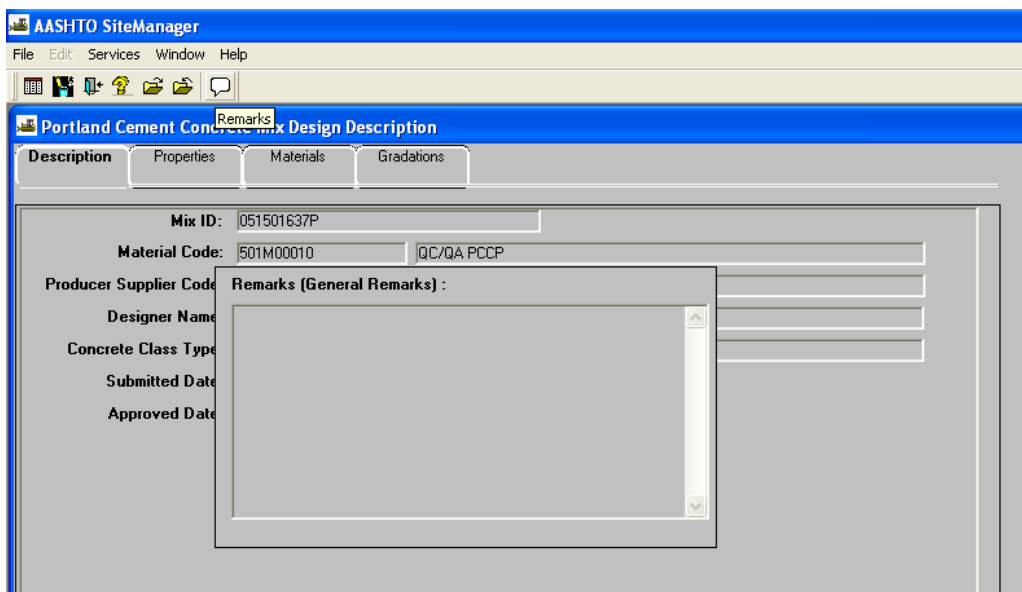 AASHTO SiteManager
File Edit Services Window Help
Remarks
Portland Cement Concrete Mix Design Description
Description Properties Materials Gradations
Mix ID: 051501637P
Material Code: 501M00010 QC/QA PCCP
Producer Supplier Code
Remarks (General Remarks) :
Designer Name
Concrete Class Type
Submitted Date
Approved Date